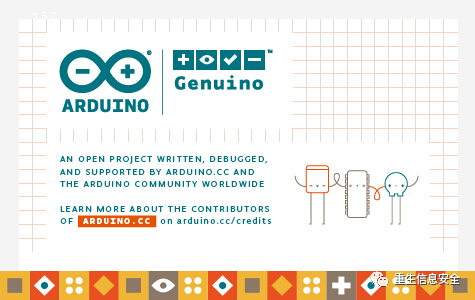 ARDUINO
Genuino
AN OPEN PROJECT WRITTEN, DEBUGGED,
AND SUPPORTED BY ARDUINO.CC AND
THE ARDUINO COMMUNITY WORLDWIDE
LEARN MORE ABOUT THE CONTRIBUTORS
OF ARDUINO.CC on arduino.cc/credits
重生信息安全